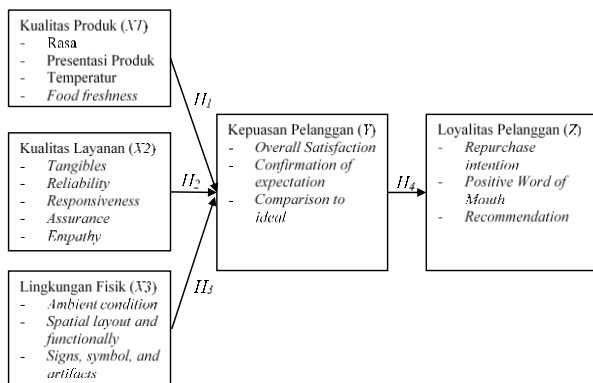 Kualitas Produk (X1)
- Rasa
- Presentasi Produk
- Temperatur
- Food freshness
H1
Kualitas Layanan (X2)
- Tangibles
- Reliability
- Responsiveness
- Assurance
- Empathy
H2
Lingkungan Fisik (X3)
- Ambient condition
- Spatial layout and
functionally
- Signs, symbol, and
artifacts
H3
Kepuasan Pelanggan (Y)
- Overall Satisfaction
- Confirmation of
expectation
- Comparison to
ideal
H4
Loyalitas Pelanggan (Z)
- Repurchase
intention
- Positive Word of
Mouth
- Recommendation